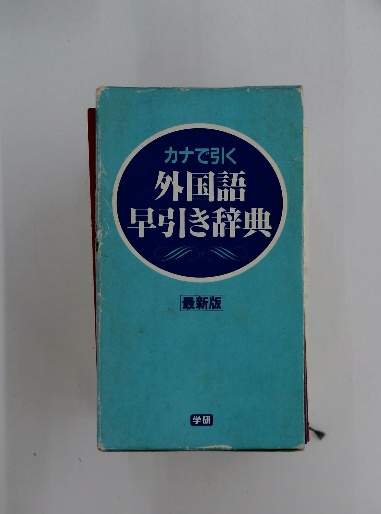 カナで引く
外国語
早引き辞典
最新版
学研